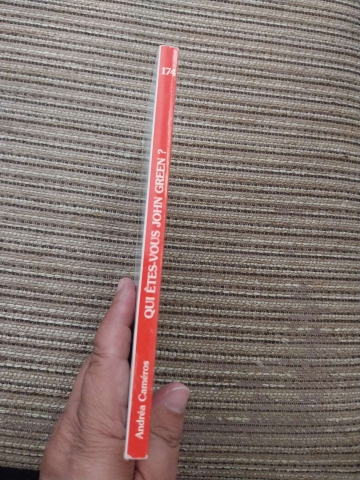 Andréa Caméros
QUI ÊTES-VOUS JOHN GREEN ?
174